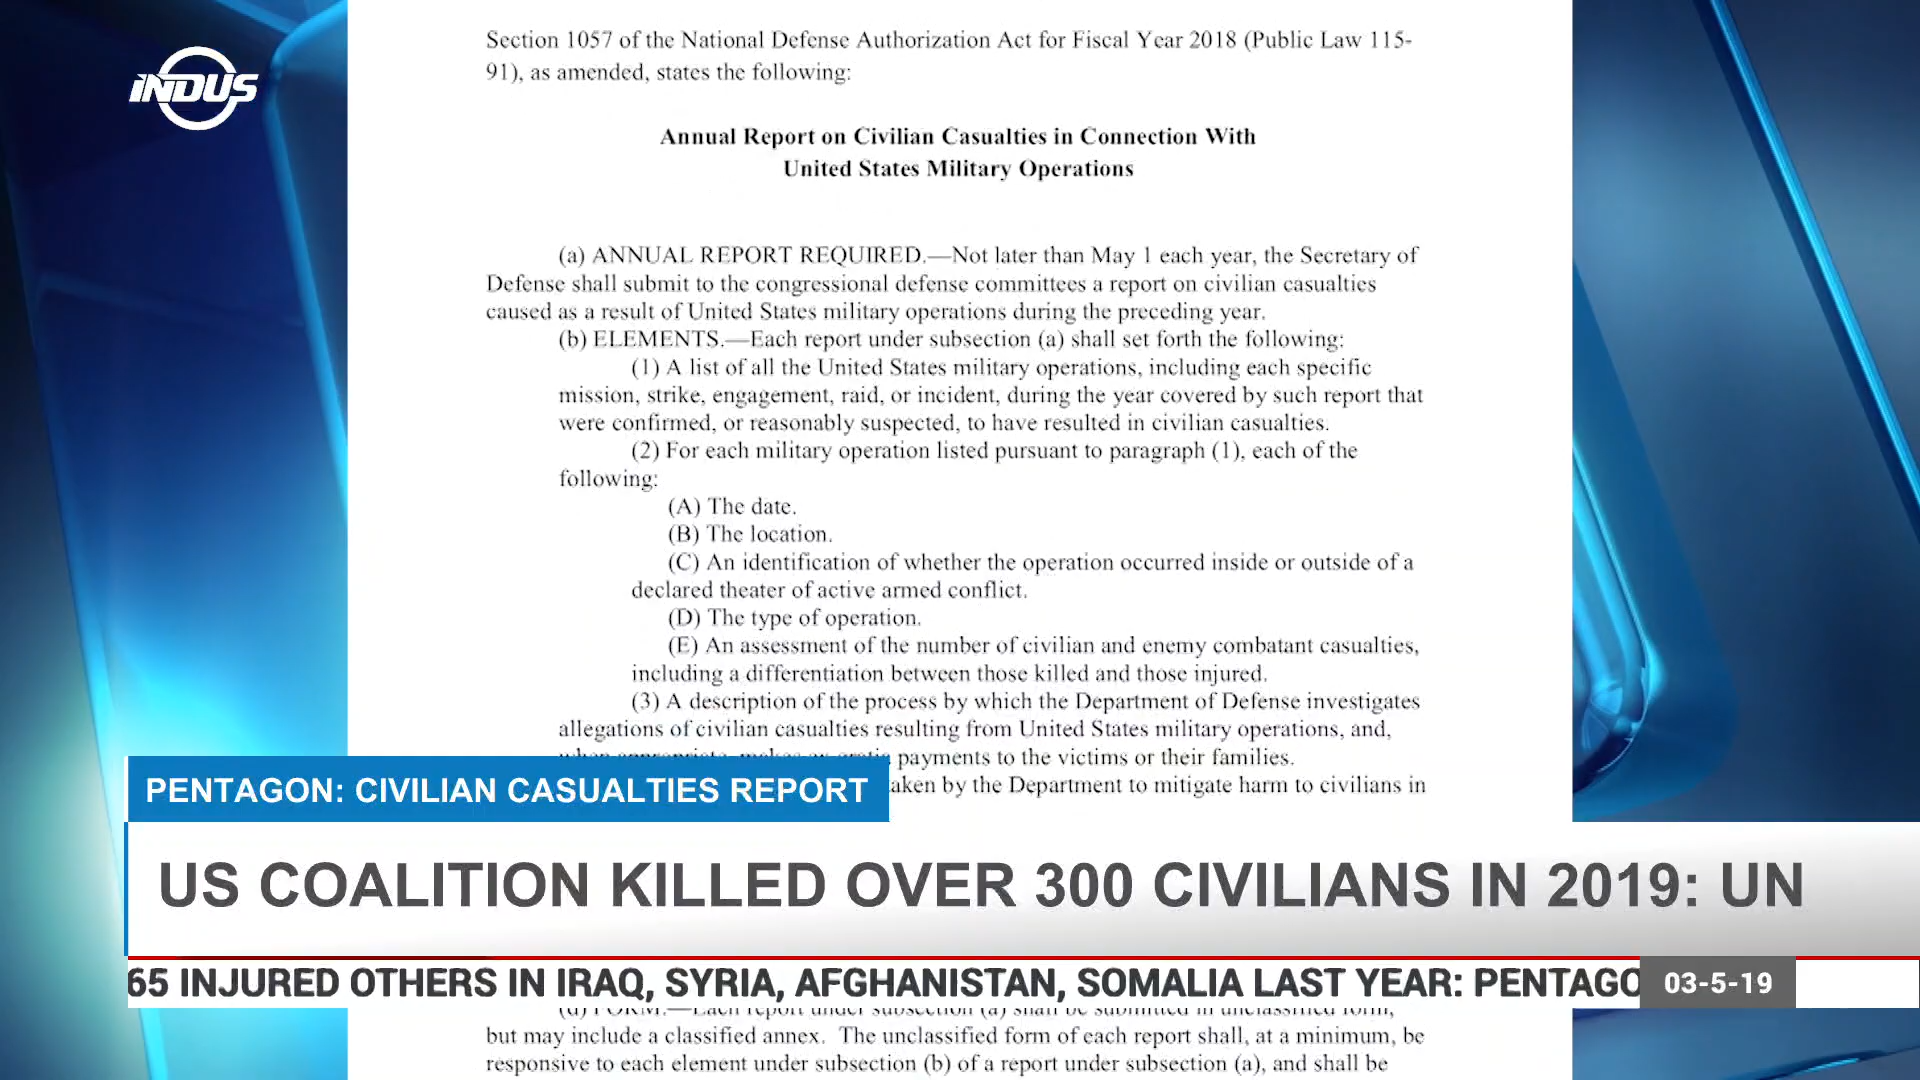 INDUS
Section 1057 of the National Defense Authorization Act for Fiscal Year 2018 (Public Law 115-
91), as amended, states the following:
Annual Report on Civilian Casualties in Connection With
United States Military Operations
(a) ANNUAL REPORT REQUIRED.—Not later than May 1 each year, the Secretary of
Defense shall submit to the congressional defense committees a report on civilian casualties
caused as a result of United States military operations during the preceding year.
(b) ELEMENTS.—Each report under subsection (a) shall set forth the following:
(1) A list of all the United States military operations, including each specific
mission, strike, engagement, raid, or incident, during the year covered by such report that
were confirmed, or reasonably suspected, to have resulted in civilian casualties.
(2) For each military operation listed pursuant to paragraph (1), each of the
following:
(A) The date.
(B) The location.
(C) An identification of whether the operation occurred inside or outside of a
declared theater of active armed conflict.
(D) The type of operation.
(E) An assessment of the number of civilian and enemy combatant casualties,
including a differentiation between those killed and those injured.
(3) A description of the process by which the Department of Defense investigates
allegations of civilian casualties resulting from United States military operations, and,
payments to the victims or their families.
by the Department to mitigate harm to civilians in
PENTAGON: CIVILIAN CASUALTIES REPORT
US COALITION KILLED OVER 300 CIVILIANS IN 2019: UN
65 INJURED OTHERS IN IRAQ, SYRIA, AFGHANISTAN, SOMALIA LAST YEAR: PENTAGO
03-5-19
(d) FORM.—Each report under subsection (a) shall be submitted in unclassified form,
but may include a classified annex. The unclassified form of each report shall, at a minimum, be
responsive to each element under subsection (b) of a report under subsection (a), and shall be